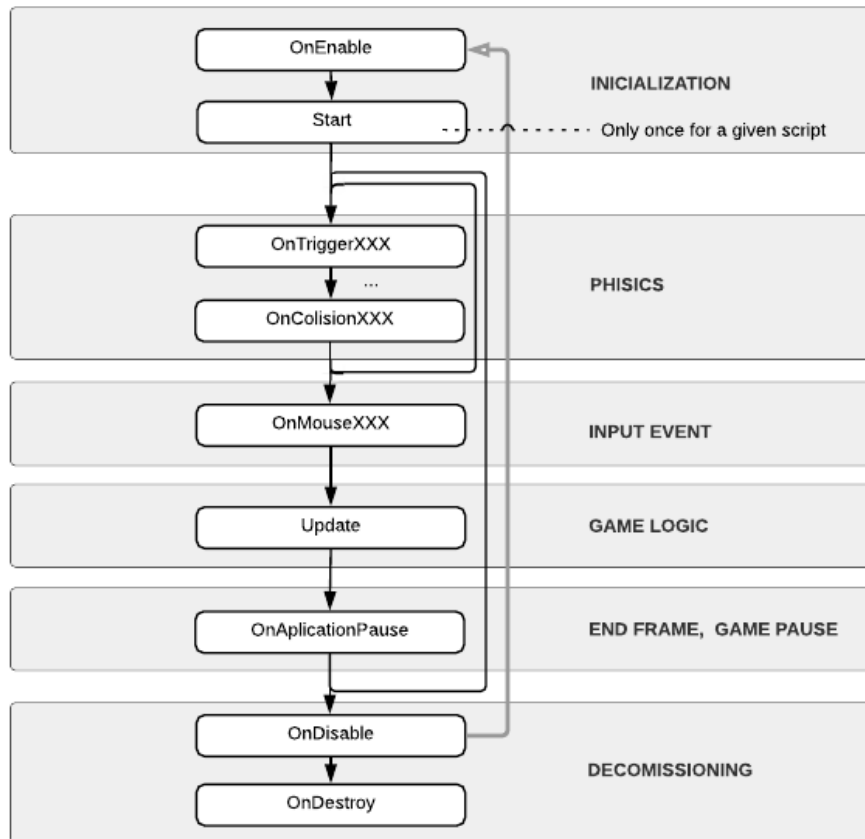 OnEnable
INICIALIZATION
Start
Only once for a given script
OnTriggerXXX
...
PHISICS
OnColisionXXX
OnMouseXXX
INPUT EVENT
Update
GAME LOGIC
OnAplicationPause
END FRAME, GAME PAUSE
OnDisable
DECOMISSIONING
OnDestroy